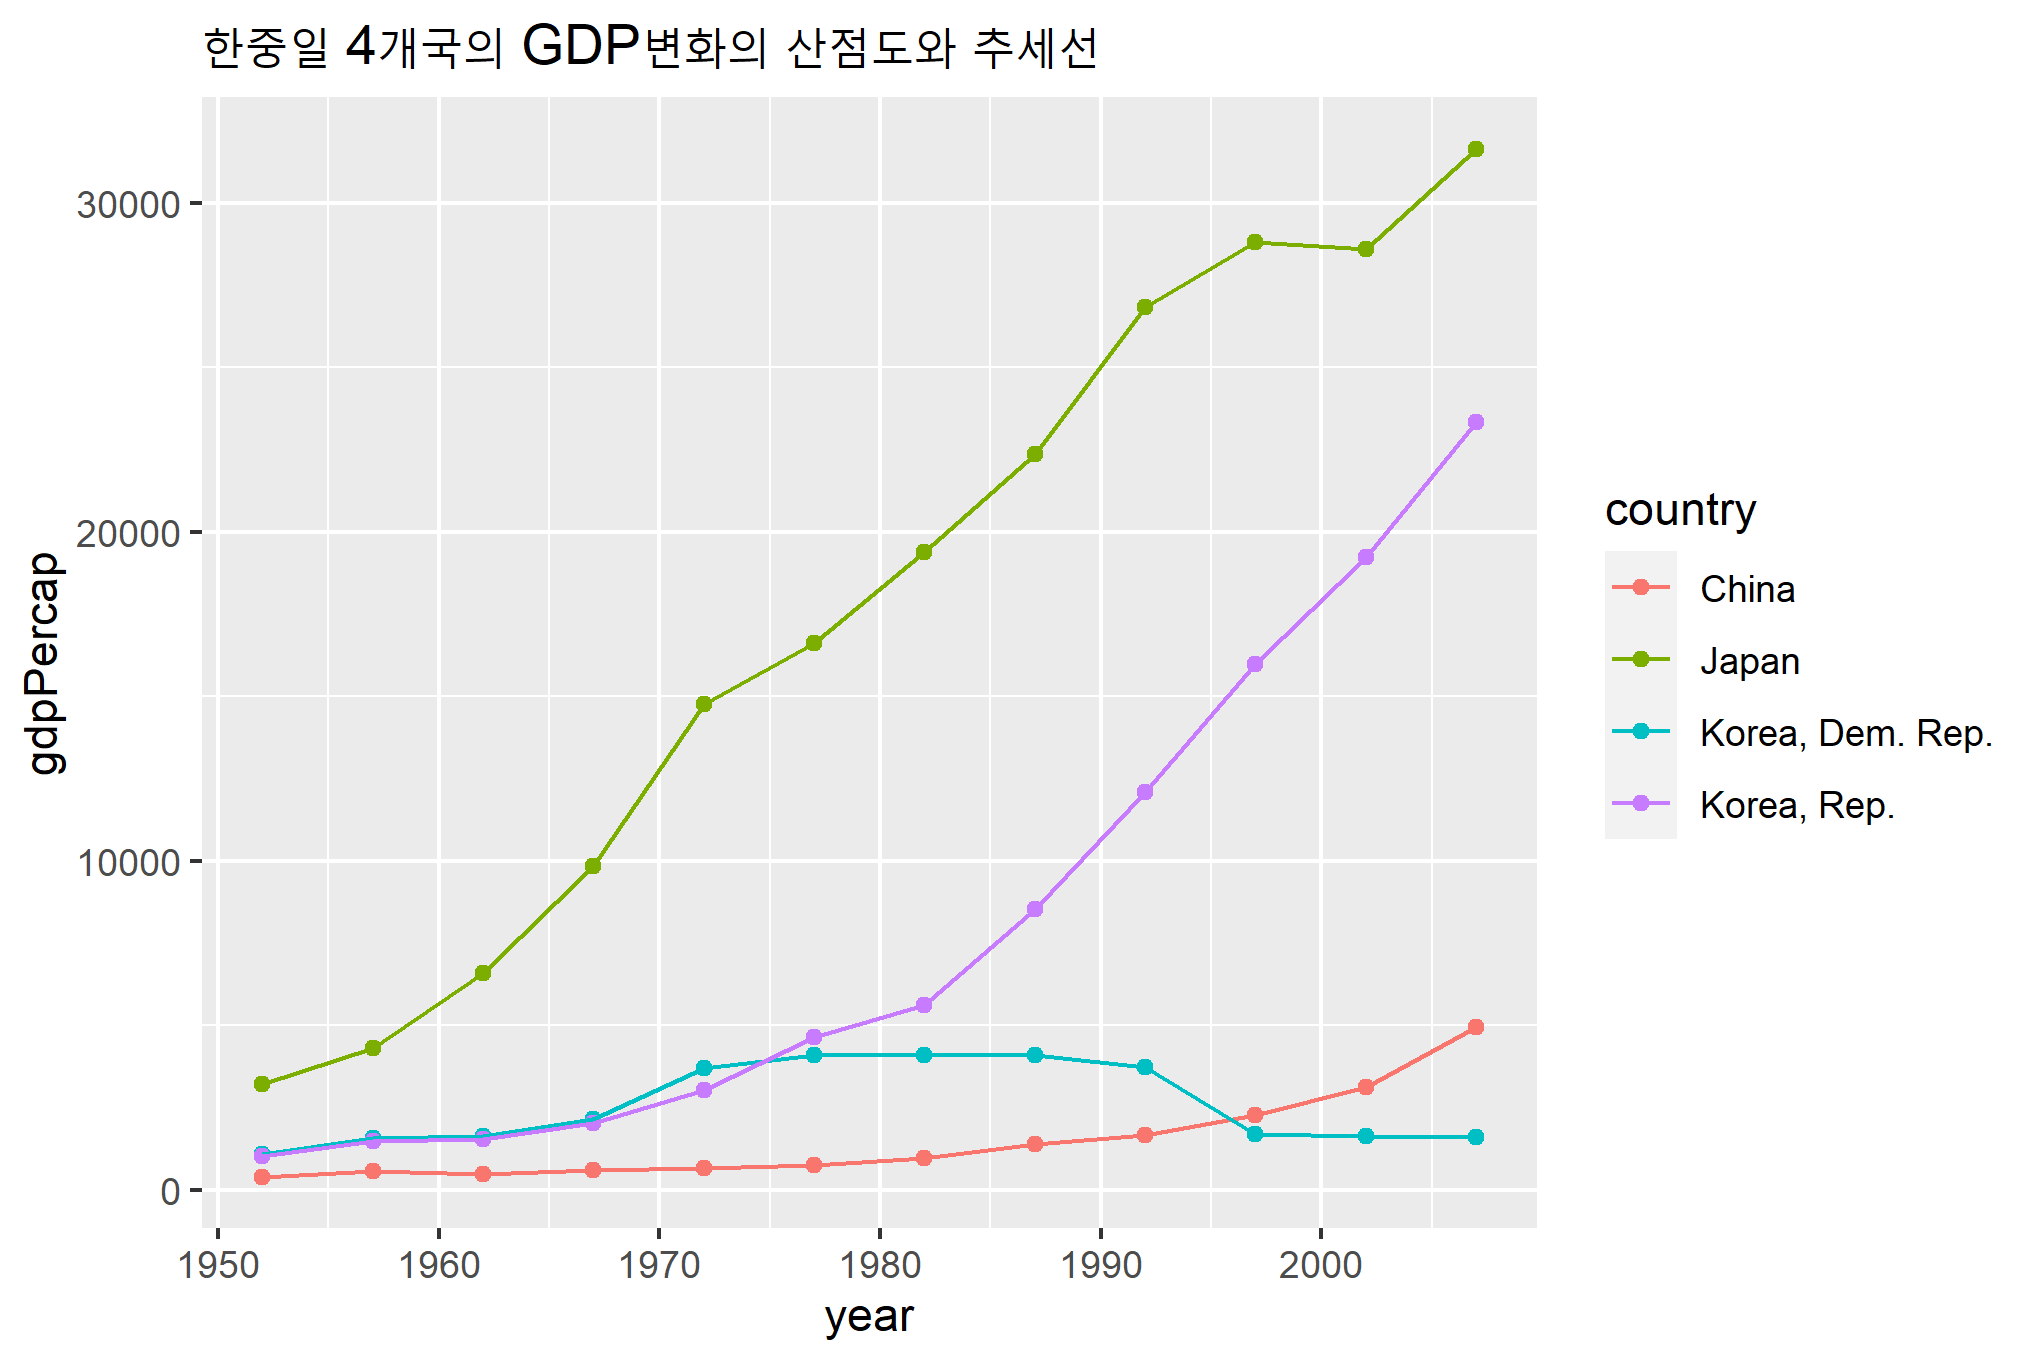 한중일 4개국의 GDP변화의 산점도와 추세선
gdpPercap
30000
20000
10000
0
1950 1960 1970 1980 1990 2000
year
country
China
Japan
Korea, Dem. Rep.
Korea, Rep.